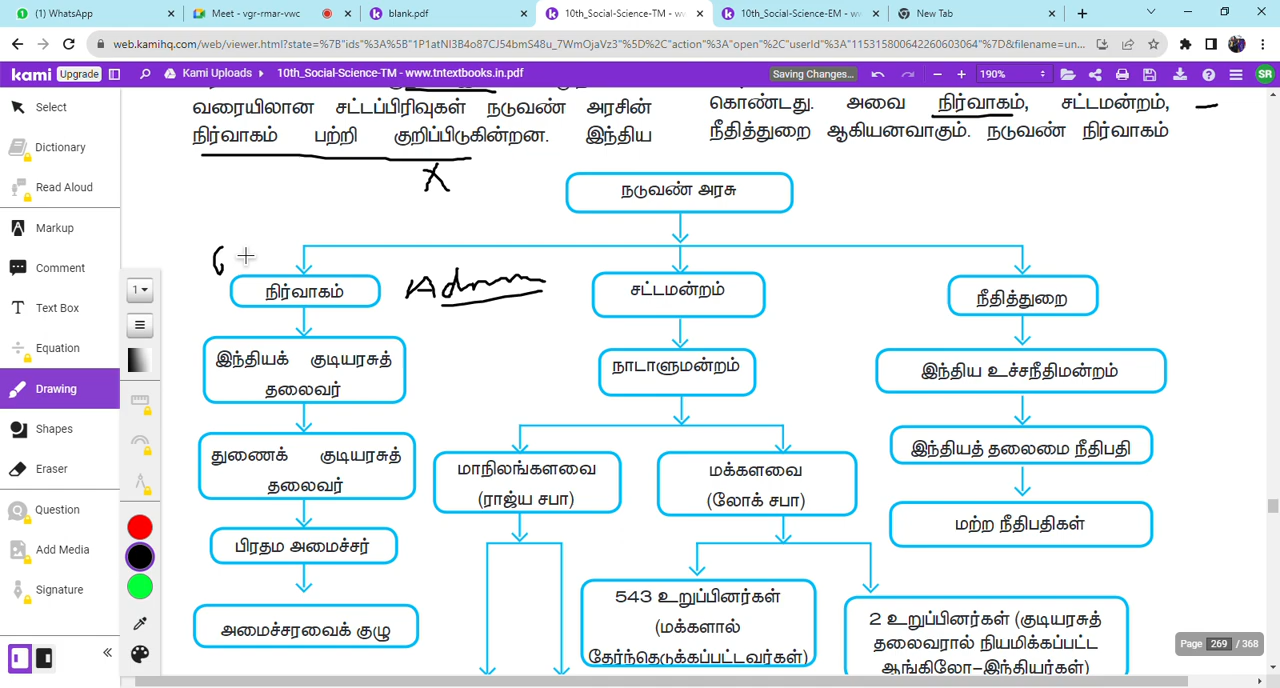 (1) WhatsApp
Meet - vgr-rmar-vwc
blank.pdf
10th_Social-Science-TM - ww
10th_Social-Science-EM - ww
New Tab
web.kamihq.com/web/viewer.html?state=%7B"ids"%3A%5B"1P1atNI3B4o87CJ54bmS48u_7WmOjaVz3"%5D%2C"action"%3A"open"%2C"userId"%3A"115315800642260603064"%7D&filename=un...
kami Upgrade
Kami Uploads
10th_Social-Science-TM - www.tntextbooks.in.pdf
Saving Changes...
190%
SR
Select
Dictionary
Read Aloud
Markup
Comment
Text Box
Equation
Drawing
Shapes
Eraser
Question
Add Media
Signature
1
வரையிலான சட்டப்பிரிவுகள் நடுவண் அரசின்
நிர்வாகம் பற்றி குறிப்பிடுகின்றன. இந்திய
கொண்டது. அவை நிர்வாகம், சட்டமன்றம்,
நீதித்துறை ஆகியனவாகும். நடுவண் நிர்வாகம்
X
நடுவண் அரசு
நிர்வாகம்
Admn
சட்டமன்றம்
நீதித்துறை
இந்தியக் குடியரசுத்
தலைவர்
நாடாளுமன்றம்
இந்திய உச்சநீதிமன்றம்
துணைக் குடியரசுத்
தலைவர்
மாநிலங்களவை
(ராஜ்ய சபா)
மக்களவை
(லோக் சபா)
இந்தியத் தலைமை நீதிபதி
பிரதம அமைச்சர்
மற்ற நீதிபதிகள்
அமைச்சரவைக் குழு
543 உறுப்பினர்கள்
(மக்களால்
தேர்ந்தெடுக்கப்பட்டவர்கள்)
2 உறுப்பினர்கள் (குடியரசுத்
தலைவரால் நியமிக்கப்பட்ட
ஆங்கிலோ-இந்தியர்கள்)
Page 269 / 368